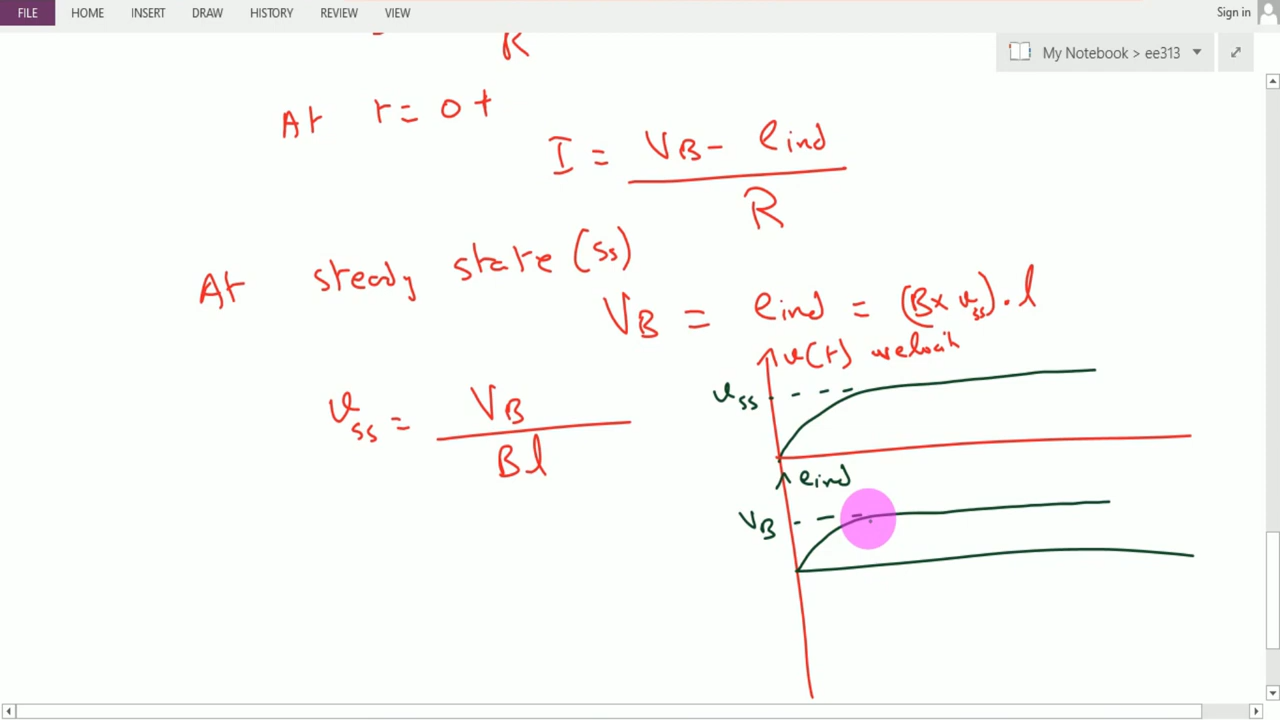 FILE HOME INSERT DRAW HISTORY REVIEW VIEW Sign in
My Notebook > ee313
R
At t = 0+
I = VB - eind
R
At steady state (ss)
VB = eind = (B× vss) . l
v(t) velocity
vss = VB
Bl
vss
eind
VB